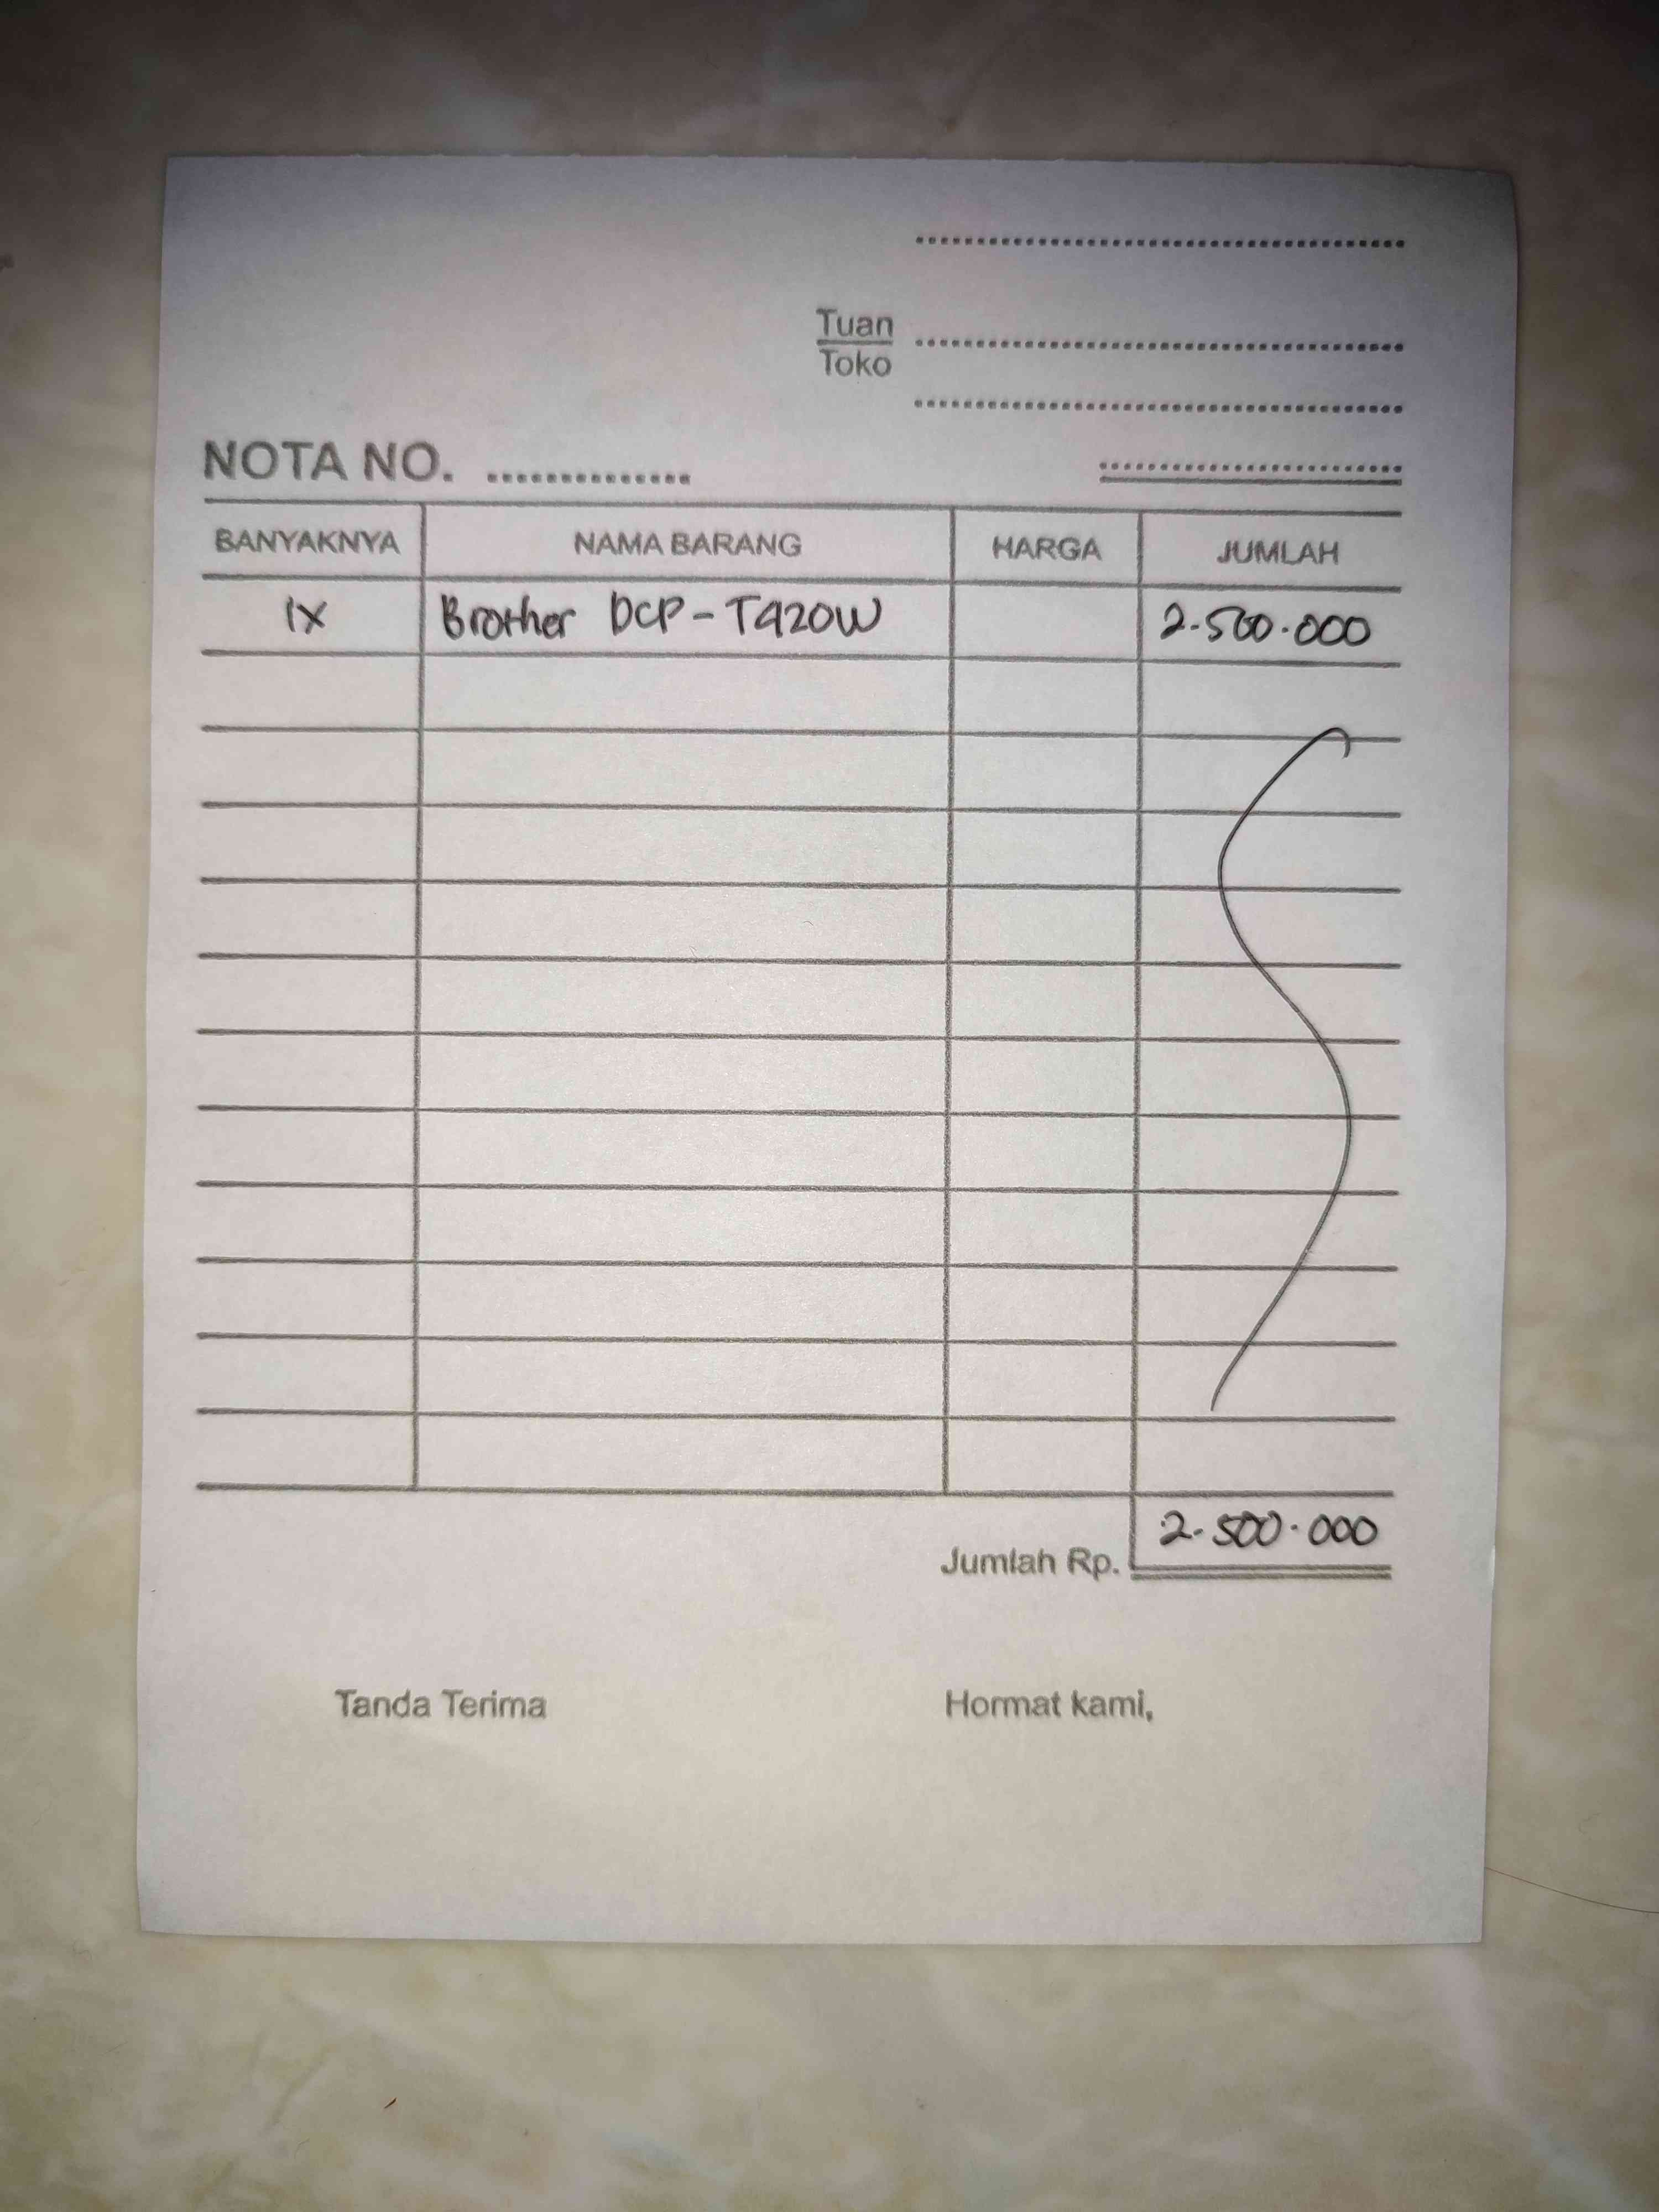 Tuan
Toko
NOTA NO.
BANYAKNYA NAMA BARANG HARGA JUMLAH
1X Brother DCP-T920W 2.500.000
Jumlah Rp. 2.500.000
Tanda Terima Hormat kami,